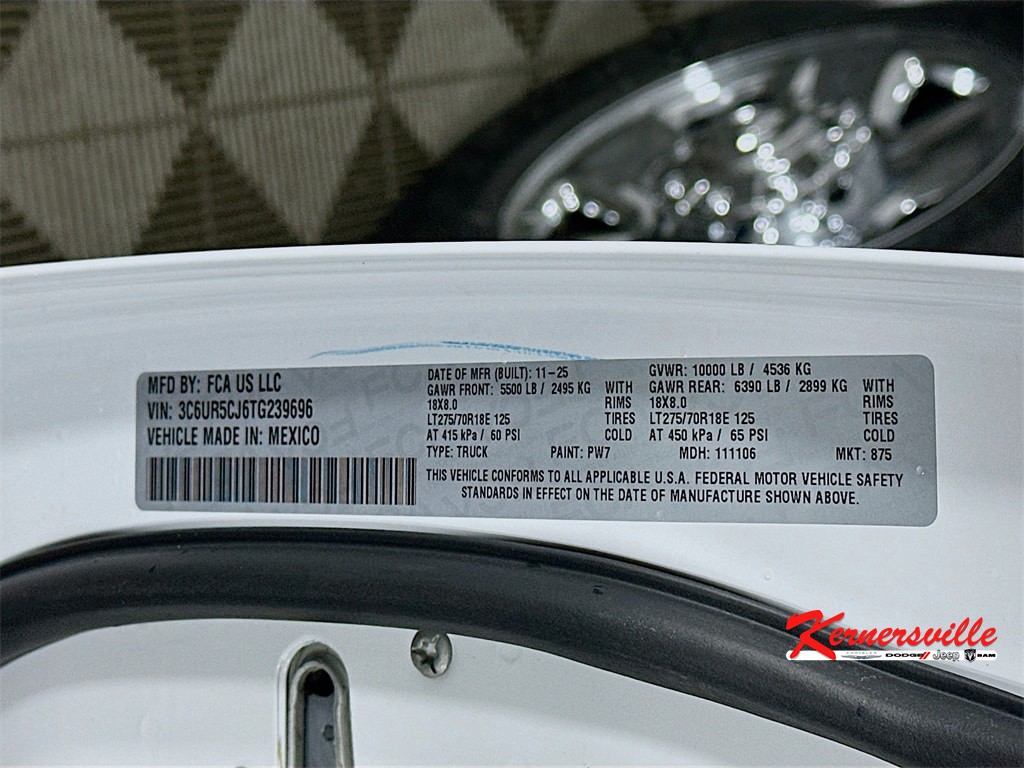 MFD BY: FCA US LLC
VIN: 3C6UR5CJ6TG239696
VEHICLE MADE IN: MEXICO
DATE OF MFR (BUILT): 11-25
GAWR FRONT: 5500 LB / 2495 KG WITH
18X8.0 RIMS
LT275/70R18E 125 TIRES
AT 415 kPa / 60 PSI COLD
GVWR: 10000 LB / 4536 KG
GAWR REAR: 6390 LB / 2899 KG WITH
18X8.0 RIMS
LT275/70R18E 125 TIRES
AT 450 kPa / 65 PSI COLD
TYPE: TRUCK PAINT: PW7 MDH: 111106 MKT: 875
THIS VEHICLE CONFORMS TO ALL APPLICABLE U.S.A. FEDERAL MOTOR VEHICLE SAFETY
STANDARDS IN EFFECT ON THE DATE OF MANUFACTURE SHOWN ABOVE.
Kernersville
CHRYSLER DODGE Jeep RAM